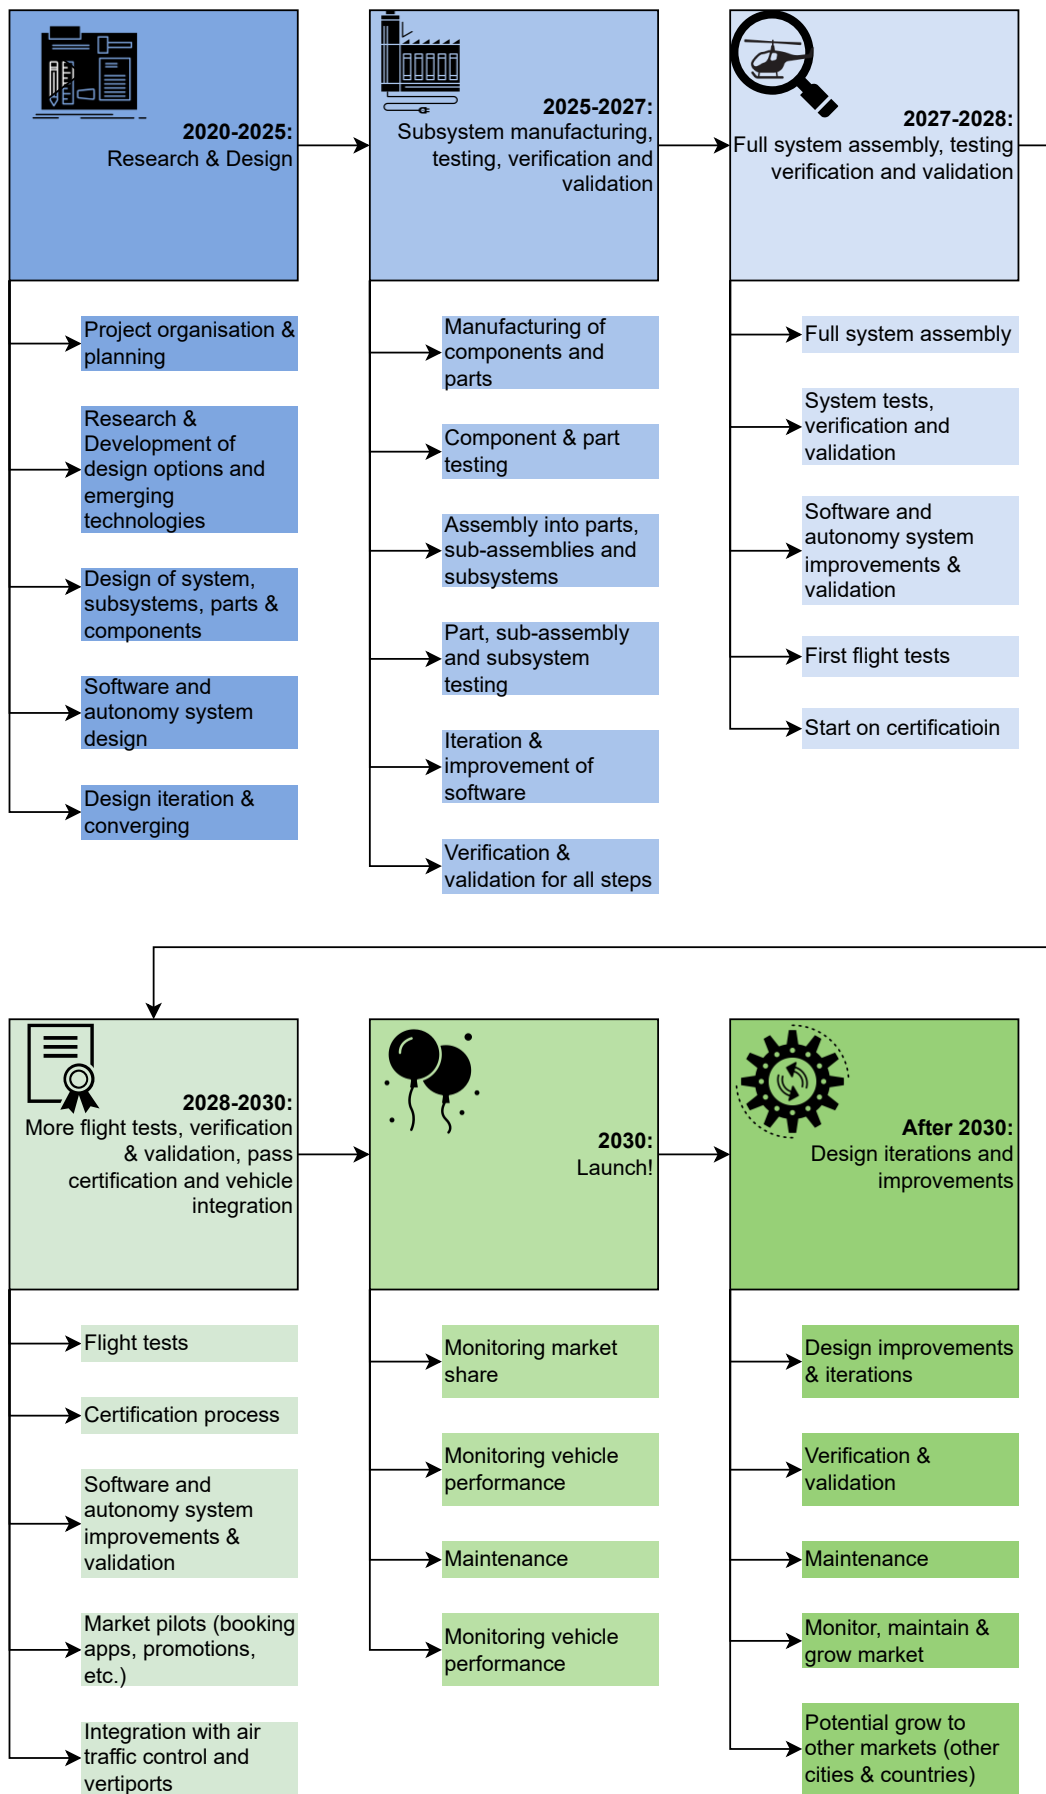 2020-2025:
Research & Design
2025-2027:
Subsystem manufacturing,
testing, verification and
validation
2027-2028:
Full system assembly, testing
verification and validation
Project organisation &
planning
Research &
Development of
design options and
emerging
technologies
Design of system,
subsystems, parts &
components
Software and
autonomy system
design
Design iteration &
converging
Manufacturing of
components and
parts
Component & part
testing
Assembly into parts,
sub-assemblies and
subsystems
Part, sub-assembly
and subsystem
testing
Iteration &
improvement of
software
Verification &
validation for all steps
Full system assembly
System tests,
verification and
validation
Software and
autonomy system
improvements &
validation
First flight tests
Start on certificatioin
2028-2030:
More flight tests, verification
& validation, pass
certification and vehicle
integration
2030:
Launch!
After 2030:
Design iterations and
improvements
Flight tests
Certification process
Software and
autonomy system
improvements &
validation
Market pilots (booking
apps, promotions,
etc.)
Integration with air
traffic control and
vertiports
Monitoring market
share
Monitoring vehicle
performance
Maintenance
Monitoring vehicle
performance
Design improvements
& iterations
Verification &
validation
Maintenance
Monitor, maintain &
grow market
Potential grow to
other markets (other
cities & countries)